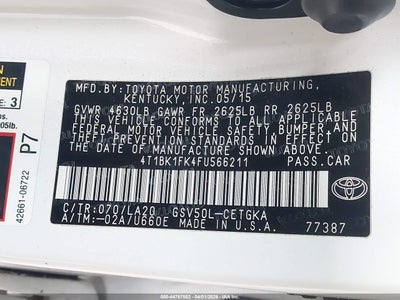 MFD.BY:TOYOTA MOTOR MANUFACTURING,
KENTUCKY, INC.05/15
GVWR 4630LB GAWR FR 2625LB RR 2625LB
THIS VEHICLE CONFORMS TO ALL APPLICABLE
FEDERAL MOTOR VEHICLE SAFETY, BUMPER, AND
THEFT PREVENTION STANDARDS IN EFFECT ON
THE DATE OF MANUFACTURE SHOWN ABOVE.
4T1BK1FK4FU566211 PASS.CAR
C/TR:070/LA20 GSV50L-CETGKA
A/TM:-02A/U660E MADE IN U.S.A.
77387
TOYOTA
P7
42661-06722
E: 3
05lb.